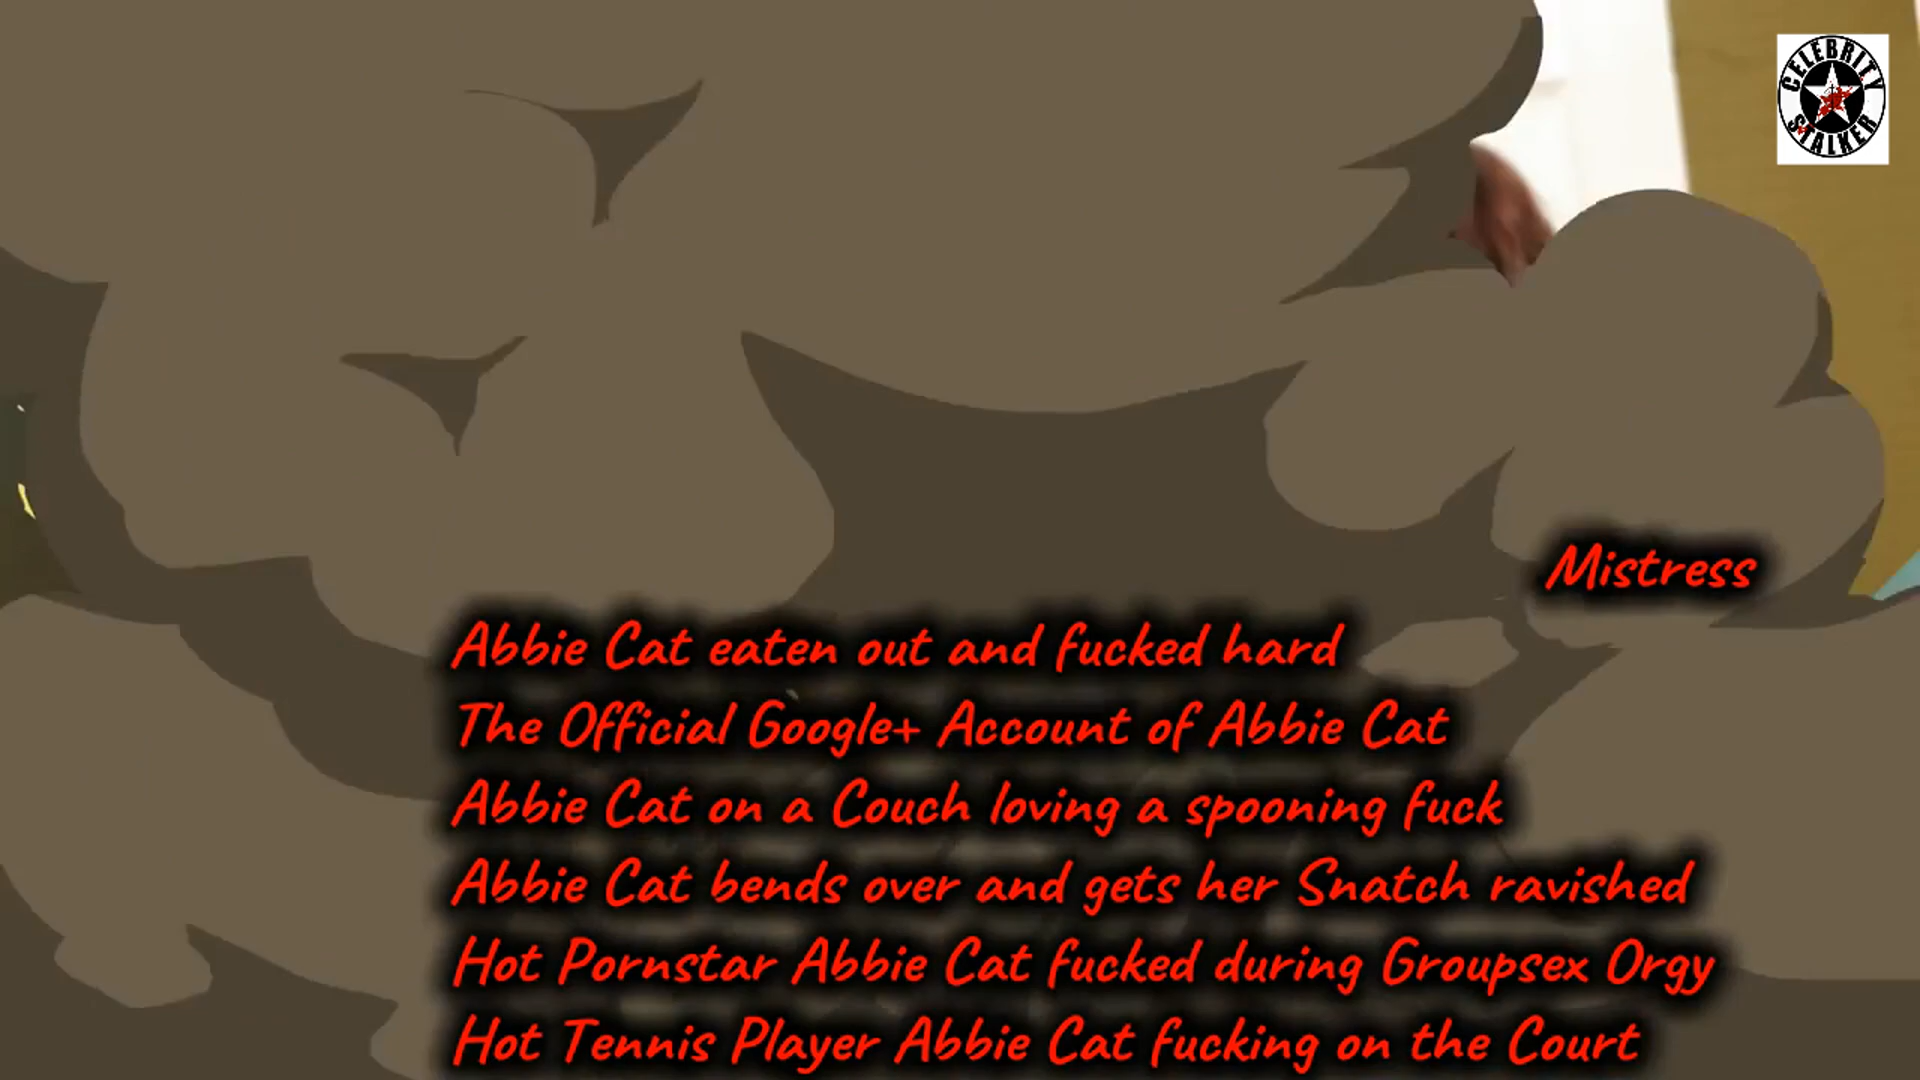 CELEBRITY
STALKER
Mistress
Abbie Cat eaten out and fucked hard
The Official Google+ Account of Abbie Cat
Abbie Cat on a Couch loving a spooning fuck
Abbie Cat bends over and gets her Snatch ravished
Hot Pornstar Abbie Cat fucked during Groupsex Orgy
Hot Tennis Player Abbie Cat fucking on the Court